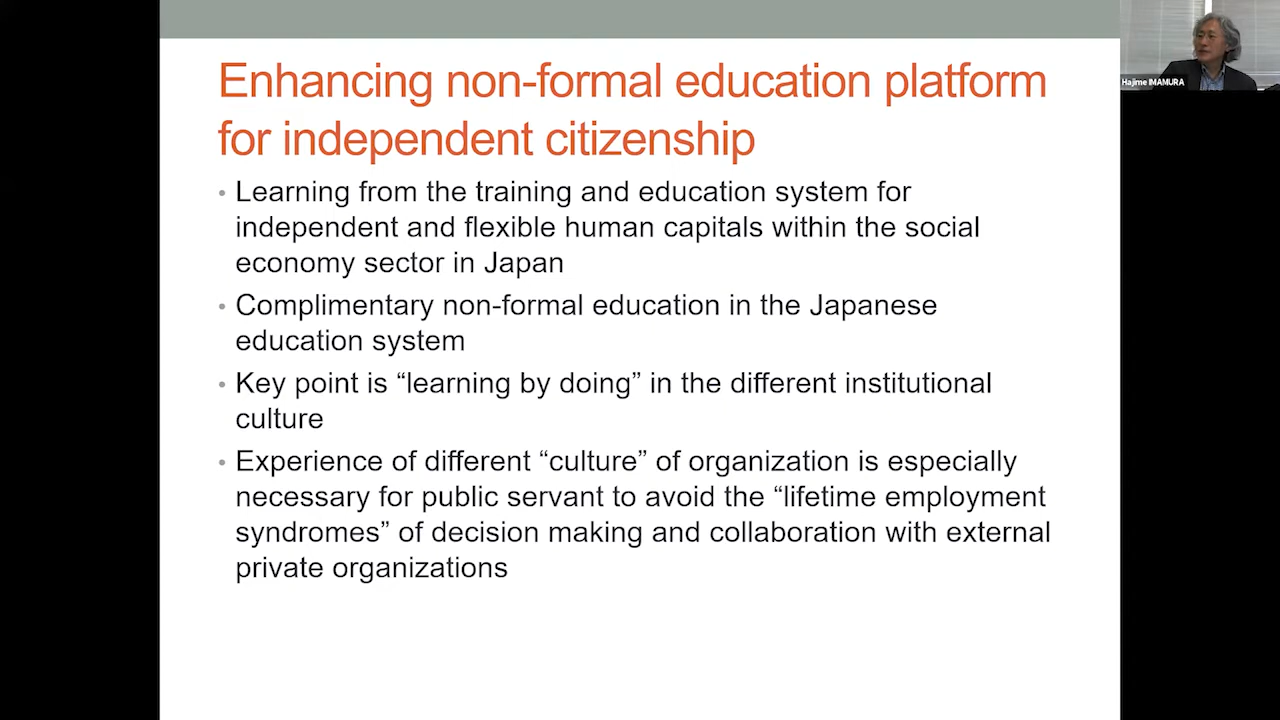 Enhancing non-formal education platform
for independent citizenship
• Learning from the training and education system for
independent and flexible human capitals within the social
economy sector in Japan
• Complimentary non-formal education in the Japanese
education system
• Key point is “learning by doing” in the different institutional
culture
• Experience of different “culture” of organization is especially
necessary for public servant to avoid the “lifetime employment
syndromes” of decision making and collaboration with external
private organizations
Hajime IMAMURA